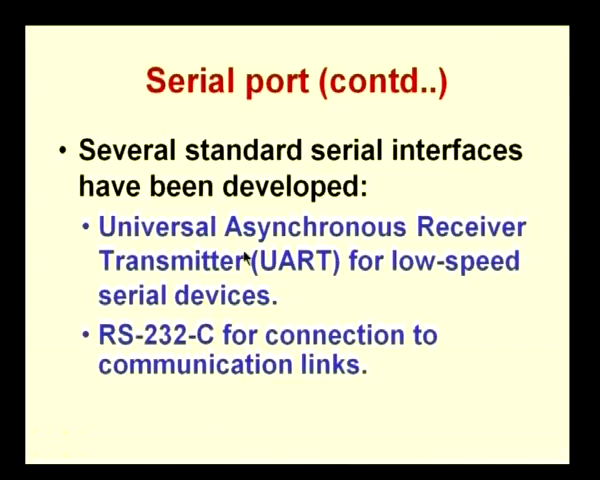 Serial port (contd..)
• Several standard serial interfaces
have been developed:
• Universal Asynchronous Receiver
Transmitter (UART) for low-speed
serial devices.
• RS-232-C for connection to
communication links.